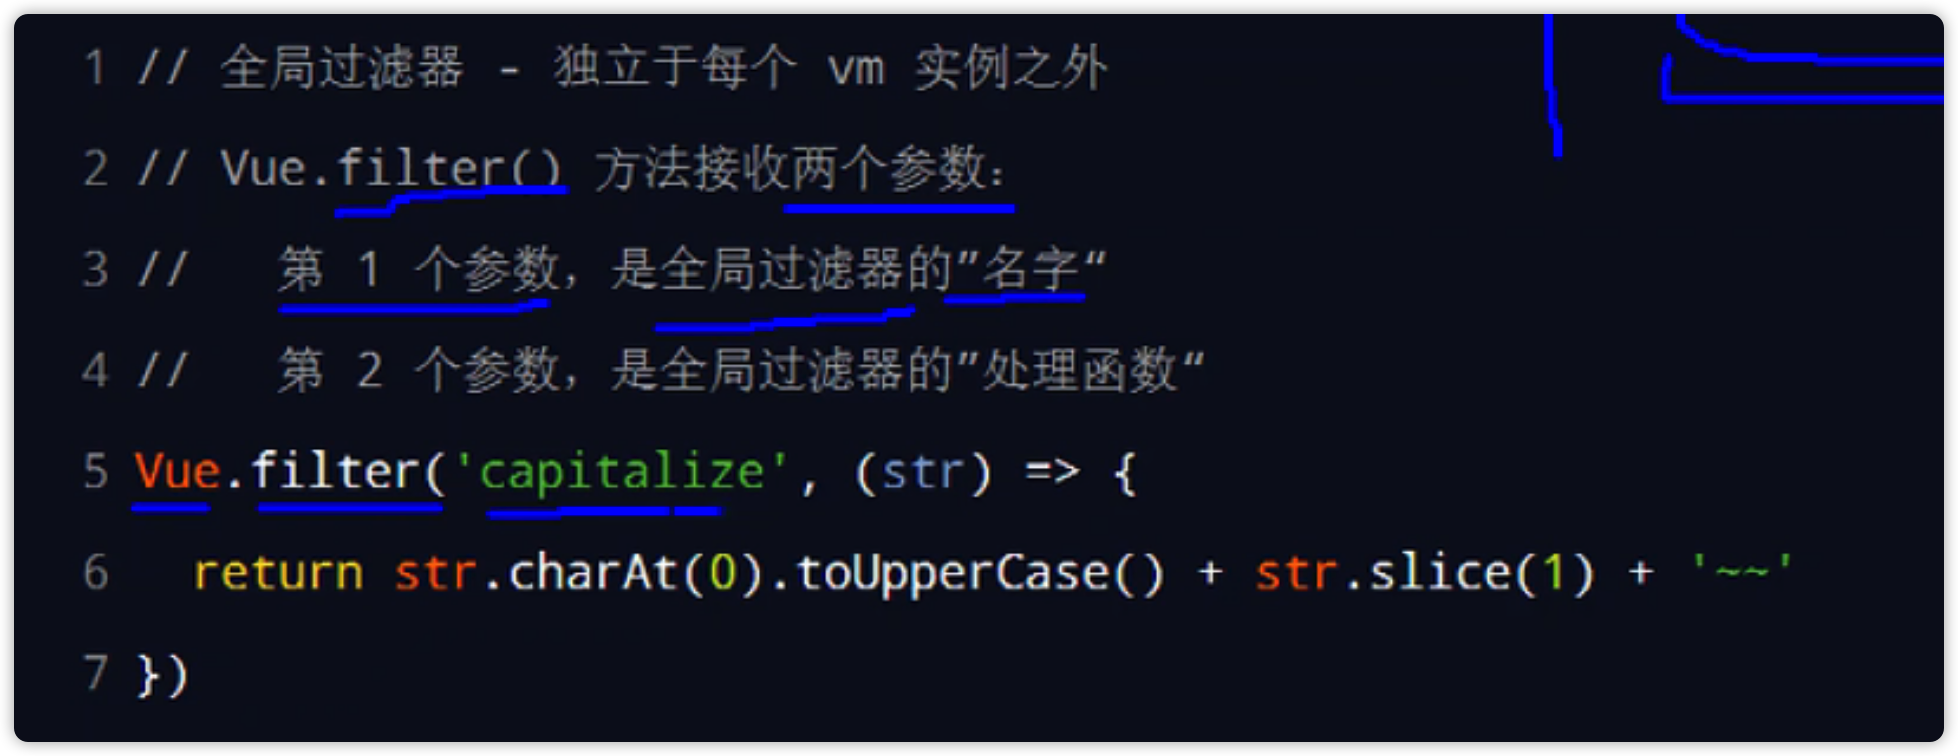 1 // 全局过滤器 - 独立于每个 vm 实例之外
2 // Vue.filter() 方法接收两个参数：
3 //   第 1 个参数，是全局过滤器的”名字“
4 //   第 2 个参数，是全局过滤器的”处理函数“
5 Vue.filter('capitalize', (str) => {
6   return str.charAt(0).toUpperCase() + str.slice(1) + '~~'
7 })